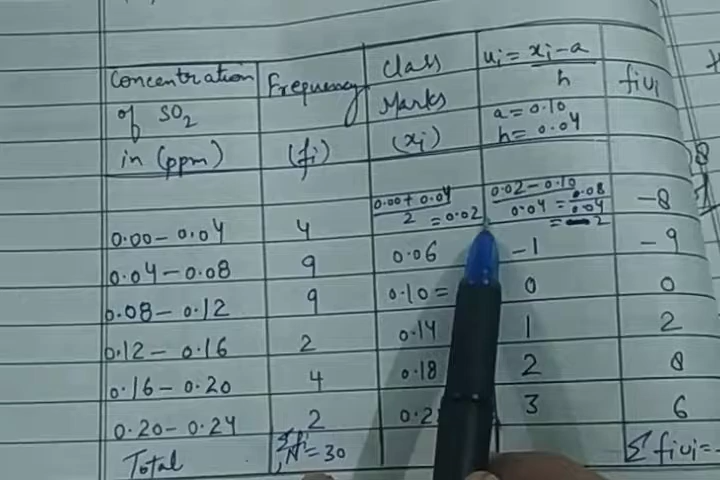 Concentration of SO2 in (ppm) | Frequency (fi) | Class Marks (xi) | ui = xi-a / h a = 0.10 h = 0.04 | fiui
0.00-0.04 | 4 | 0.00+0.04 / 2 = 0.02 | 0.02-0.10 / 0.04 = 0.08 / 0.04 = -2 | -8
0.04-0.08 | 9 | 0.06 | -1 | -9
0.08-0.12 | 9 | 0.10= | 0 | 0
0.12-0.16 | 2 | 0.14 | 1 | 2
0.16-0.20 | 4 | 0.18 | 2 | 8
0.20-0.24 | 2 | 0.2 | 3 | 6
Total | Σfi N = 30 | Σfiui =